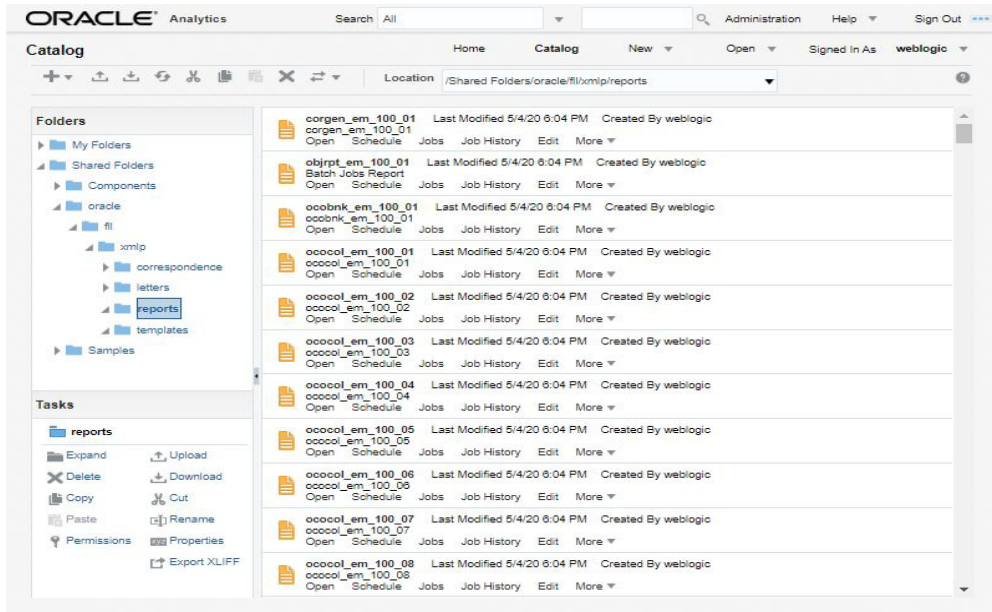 ORACLE Analytics Search All Administration Help Sign Out
Catalog Home Catalog New Open Signed In As weblogic
Location /Shared Folders/oracle/fll/xmlp/reports
Folders
My Folders
Shared Folders
Components
oracle
fll
xmlp
correspondence
letters
reports
templates
Samples
Tasks
reports
Expand Upload
Delete Download
Copy Cut
Paste Rename
Permissions Properties
Export XLIFF
corgen_em_100_01 Last Modified 5/4/20 6:04 PM Created By weblogic
corgen_em_100_01
Open Schedule Jobs Job History Edit More
objrpt_em_100_01 Last Modified 5/4/20 6:04 PM Created By weblogic
Batch Jobs Report
Open Schedule Jobs Job History Edit More
ocobnk_em_100_01 Last Modified 5/4/20 6:04 PM Created By weblogic
ocobnk_em_100_01
Open Schedule Jobs Job History Edit More
ococol_em_100_01 Last Modified 5/4/20 6:04 PM Created By weblogic
ococol_em_100_01
Open Schedule Jobs Job History Edit More
ococol_em_100_02 Last Modified 5/4/20 6:04 PM Created By weblogic
ococol_em_100_02
Open Schedule Jobs Job History Edit More
ococol_em_100_03 Last Modified 5/4/20 6:04 PM Created By weblogic
ococol_em_100_03
Open Schedule Jobs Job History Edit More
ococol_em_100_04 Last Modified 5/4/20 6:04 PM Created By weblogic
ococol_em_100_04
Open Schedule Jobs Job History Edit More
ococol_em_100_05 Last Modified 5/4/20 6:04 PM Created By weblogic
ococol_em_100_05
Open Schedule Jobs Job History Edit More
ococol_em_100_06 Last Modified 5/4/20 6:04 PM Created By weblogic
ococol_em_100_06
Open Schedule Jobs Job History Edit More
ococol_em_100_07 Last Modified 5/4/20 6:04 PM Created By weblogic
ococol_em_100_07
Open Schedule Jobs Job History Edit More
ococol_em_100_08 Last Modified 5/4/20 6:04 PM Created By weblogic
ococol_em_100_08
Open Schedule Jobs Job History Edit More